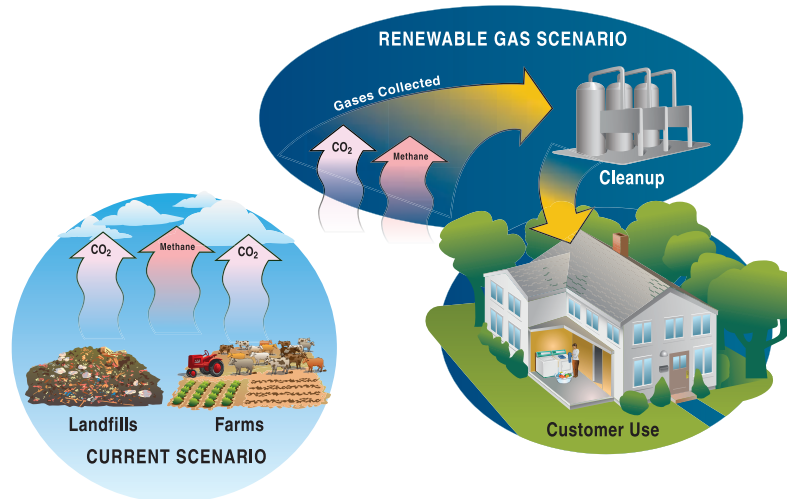 RENEWABLE GAS SCENARIO
Gases Collected
CO₂
Methane
Cleanup
CO₂
Methane
CO₂
Landfills
Farms
CURRENT SCENARIO
Customer Use